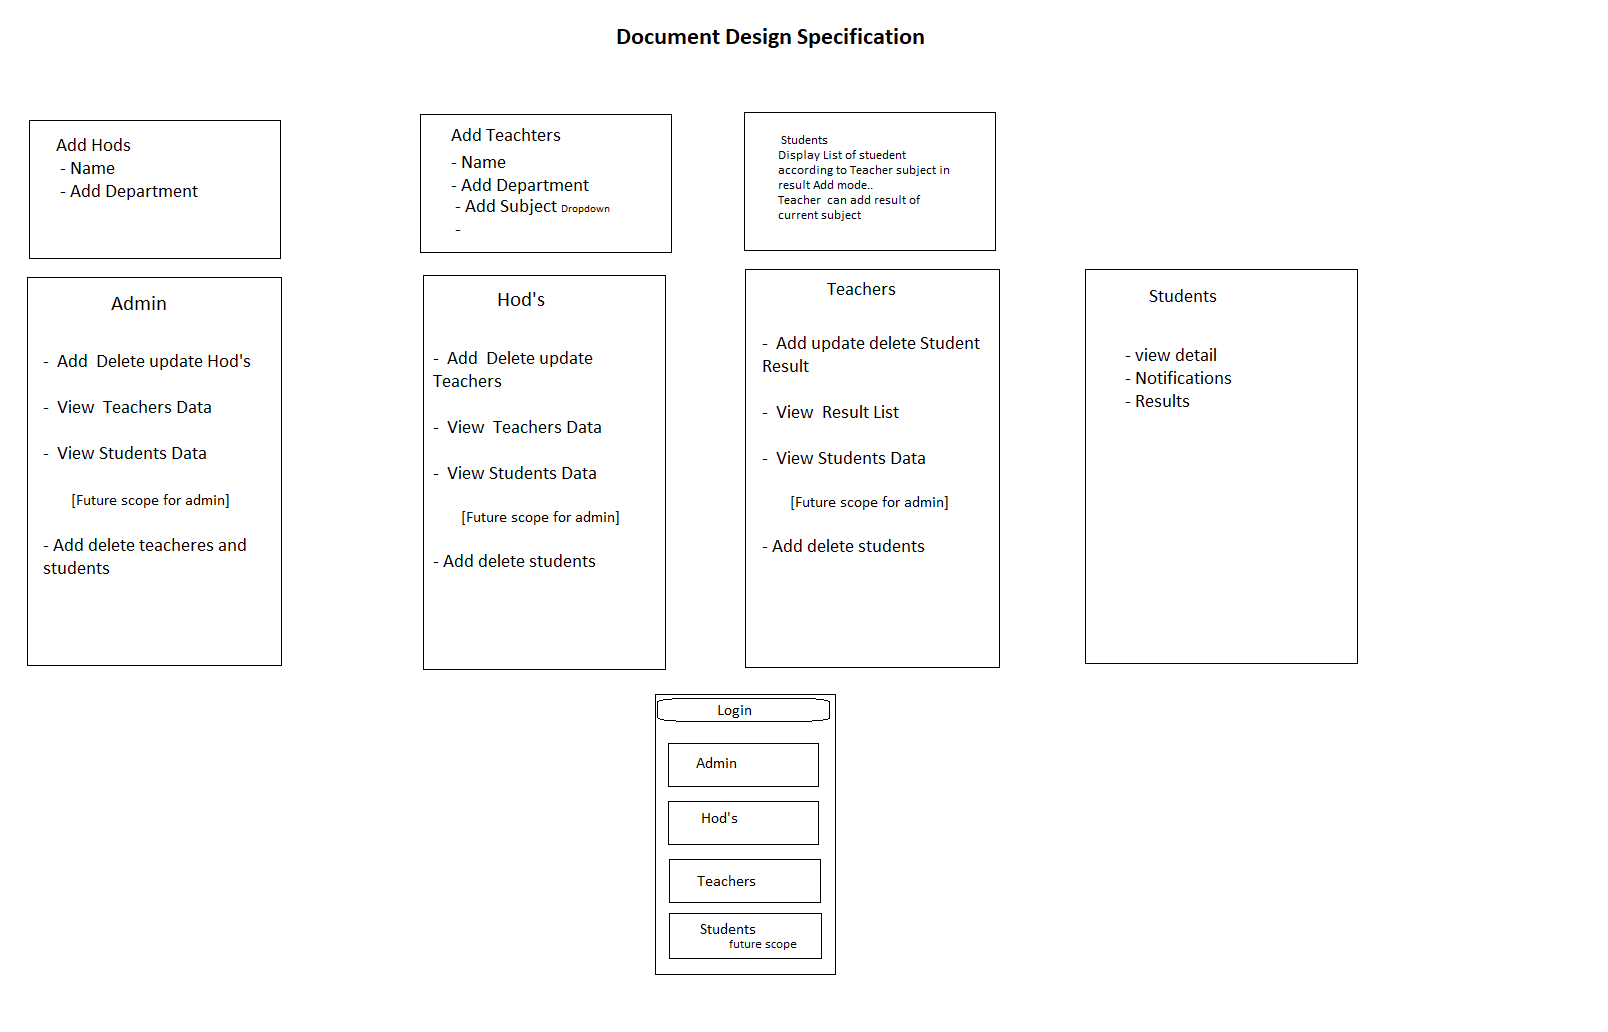 Document Design Specification
Add Hods
- Name
- Add Department
Add Teachters
- Name
- Add Department
- Add Subject Dropdown
-
Students
Display List of stuedent
according to Teacher subject in
result Add mode..
Teacher can add result of
current subject
Admin
- Add Delete update Hod's
- View Teachers Data
- View Students Data
[Future scope for admin]
- Add delete teacheres and
students
Hod's
- Add Delete update
Teachers
- View Teachers Data
- View Students Data
[Future scope for admin]
- Add delete students
Teachers
- Add update delete Student
Result
- View Result List
- View Students Data
[Future scope for admin]
- Add delete students
Students
- view detail
- Notifications
- Results
Login
Admin
Hod's
Teachers
Students
future scope